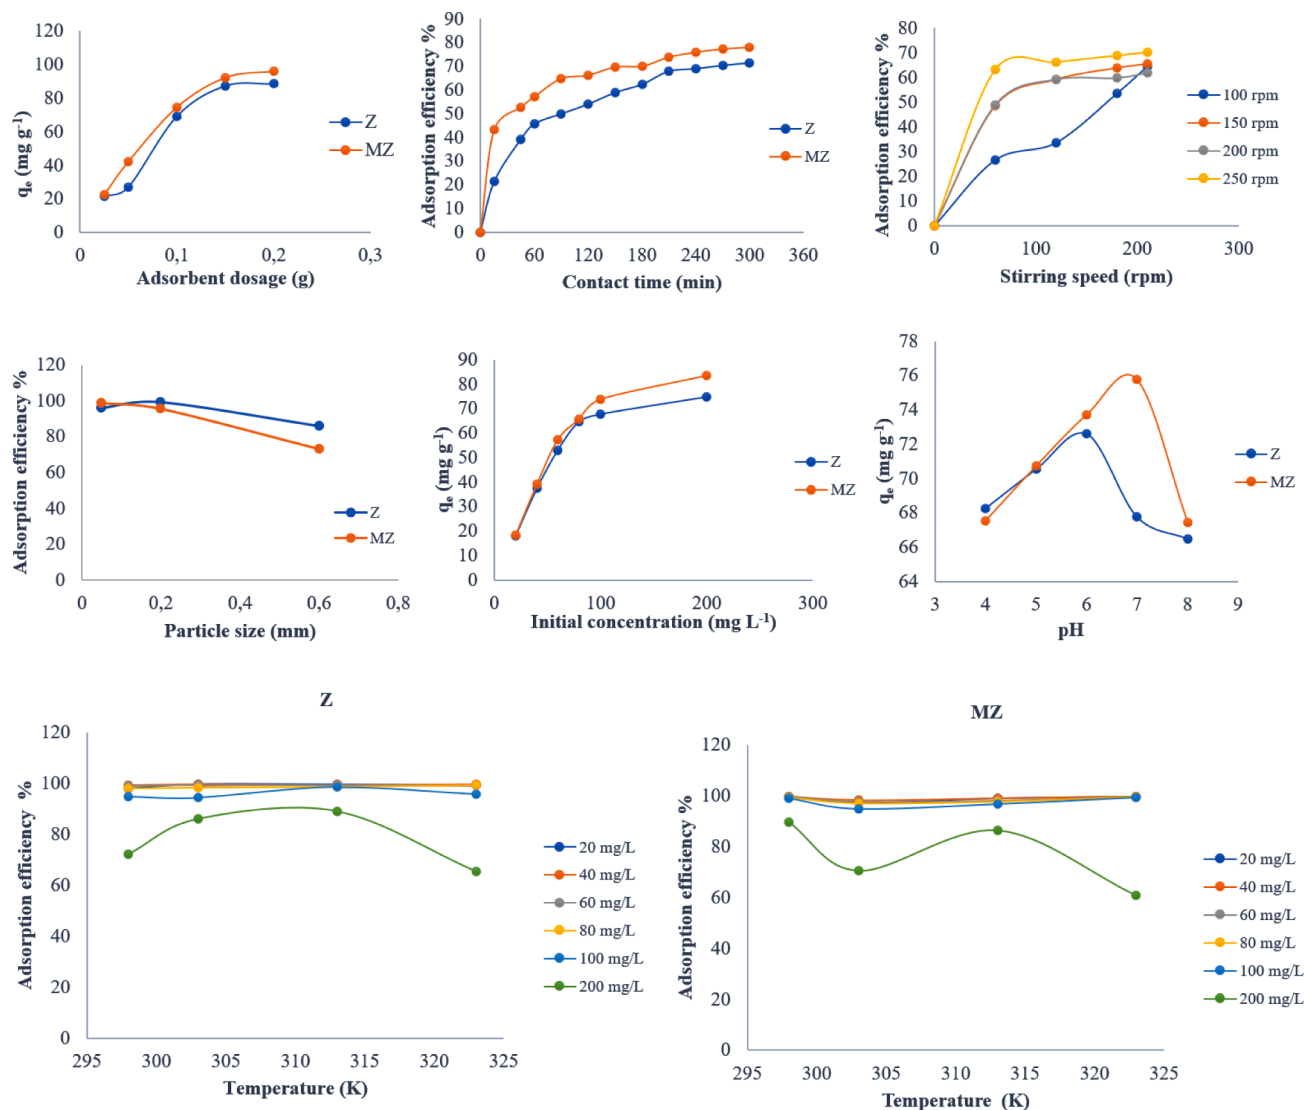 120
100
80
60
40
20
0
qe (mg g-1)
0
0,1
0,2
0,3
Adsorbent dosage (g)
Z
MZ
90
80
70
60
50
40
30
20
10
0
Adsorption efficiency %
0
60
120
180
240
300
360
Contact time (min)
Z
MZ
80
70
60
50
40
30
20
10
0
Adsorption efficiency %
0
100
200
300
Stirring speed (rpm)
100 rpm
150 rpm
200 rpm
250 rpm
120
100
80
60
40
20
0
Adsorption efficiency %
0
0,2
0,4
0,6
0,8
Particle size (mm)
Z
MZ
90
80
70
60
50
40
30
20
10
0
qe (mg g-1)
0
100
200
300
Initial concentration (mg L-1)
Z
MZ
78
76
74
72
70
68
66
64
qe (mg g-1)
3
4
5
6
7
8
9
pH
Z
MZ
Z
120
100
80
60
40
20
0
Adsorption efficiency %
295
300
305
310
315
320
325
Temperature (K)
20 mg/L
40 mg/L
60 mg/L
80 mg/L
100 mg/L
200 mg/L
MZ
120
100
80
60
40
20
0
Adsorption efficiency %
295
300
305
310
315
320
325
Temperature (K)
20 mg/L
40 mg/L
60 mg/L
80 mg/L
100 mg/L
200 mg/L